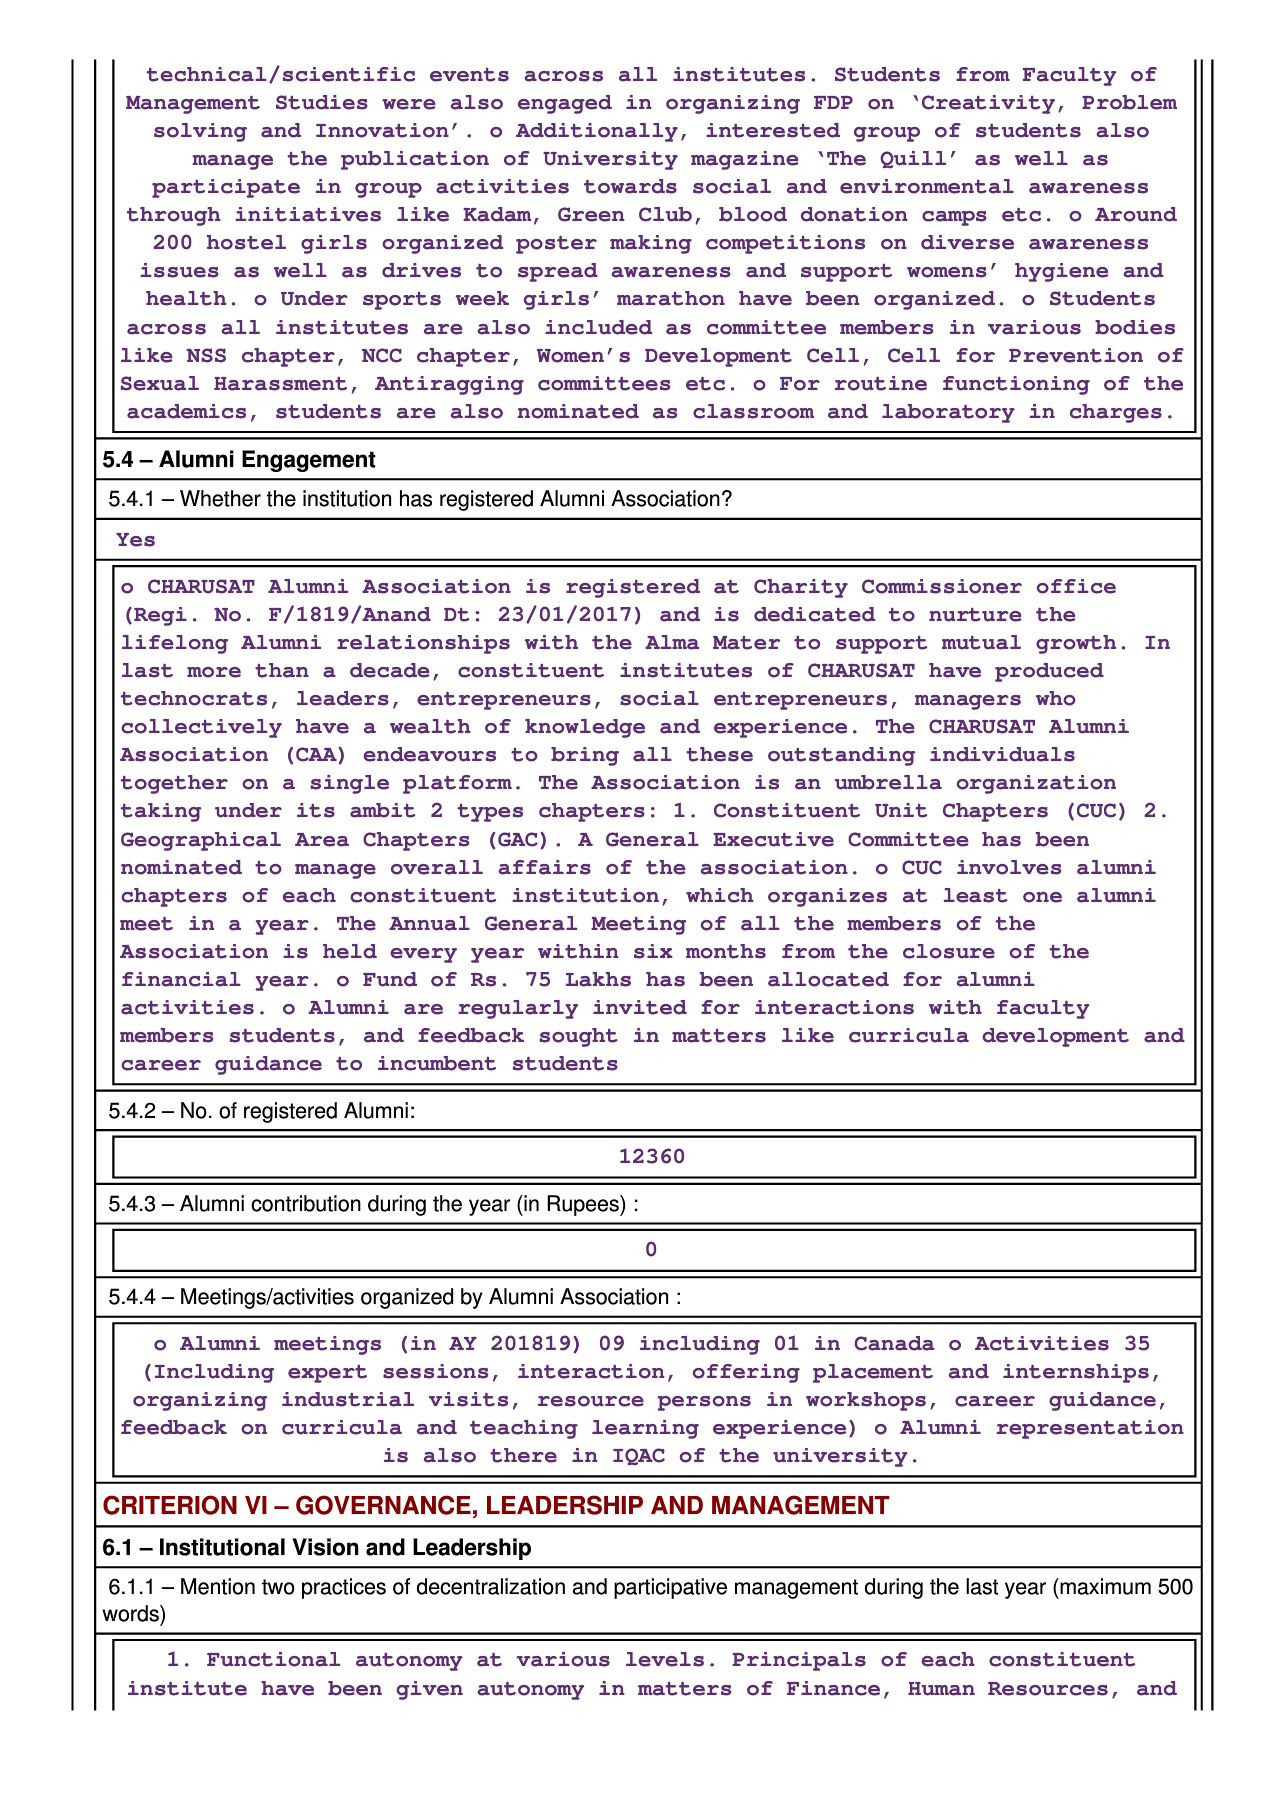 technical/scientific events across all institutes. Students from Faculty of
Management Studies were also engaged in organizing FDP on ‘Creativity, Problem
solving and Innovation’. o Additionally, interested group of students also
manage the publication of University magazine ‘The Quill’ as well as
participate in group activities towards social and environmental awareness
through initiatives like Kadam, Green Club, blood donation camps etc. o Around
200 hostel girls organized poster making competitions on diverse awareness
issues as well as drives to spread awareness and support womens’ hygiene and
health. o Under sports week girls’ marathon have been organized. o Students
across all institutes are also included as committee members in various bodies
like NSS chapter, NCC chapter, Women’s Development Cell, Cell for Prevention of
Sexual Harassment, Antiragging committees etc. o For routine functioning of the
academics, students are also nominated as classroom and laboratory in charges.
5.4 – Alumni Engagement
5.4.1 – Whether the institution has registered Alumni Association?
Yes
o CHARUSAT Alumni Association is registered at Charity Commissioner office
(Regi. No. F/1819/Anand Dt: 23/01/2017) and is dedicated to nurture the
lifelong Alumni relationships with the Alma Mater to support mutual growth. In
last more than a decade, constituent institutes of CHARUSAT have produced
technocrats, leaders, entrepreneurs, social entrepreneurs, managers who
collectively have a wealth of knowledge and experience. The CHARUSAT Alumni
Association (CAA) endeavours to bring all these outstanding individuals
together on a single platform. The Association is an umbrella organization
taking under its ambit 2 types chapters: 1. Constituent Unit Chapters (CUC) 2.
Geographical Area Chapters (GAC). A General Executive Committee has been
nominated to manage overall affairs of the association. o CUC involves alumni
chapters of each constituent institution, which organizes at least one alumni
meet in a year. The Annual General Meeting of all the members of the
Association is held every year within six months from the closure of the
financial year. o Fund of Rs. 75 Lakhs has been allocated for alumni
activities. o Alumni are regularly invited for interactions with faculty
members students, and feedback sought in matters like curricula development and
career guidance to incumbent students
5.4.2 – No. of registered Alumni:
12360
5.4.3 – Alumni contribution during the year (in Rupees) :
0
5.4.4 – Meetings/activities organized by Alumni Association :
o Alumni meetings (in AY 201819) 09 including 01 in Canada o Activities 35
(Including expert sessions, interaction, offering placement and internships,
organizing industrial visits, resource persons in workshops, career guidance,
feedback on curricula and teaching learning experience) o Alumni representation
is also there in IQAC of the university.
CRITERION VI – GOVERNANCE, LEADERSHIP AND MANAGEMENT
6.1 – Institutional Vision and Leadership
6.1.1 – Mention two practices of decentralization and participative management during the last year (maximum 500
words)
1. Functional autonomy at various levels. Principals of each constituent
institute have been given autonomy in matters of Finance, Human Resources, and